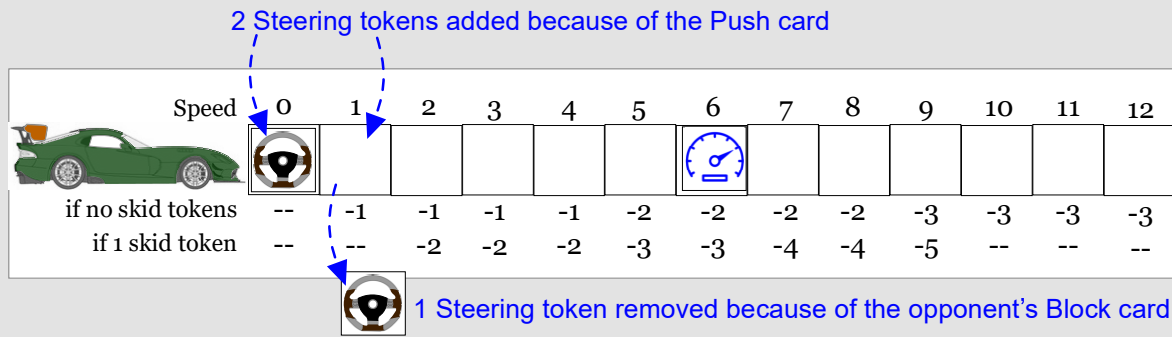 2 Steering tokens added because of the Push card
Speed 0 1 2 3 4 5 6 7 8 9 10 11 12
if no skid tokens -- -1 -1 -1 -1 -2 -2 -2 -2 -3 -3 -3 -3
if 1 skid token -- -- -2 -2 -2 -3 -3 -4 -4 -5 -- -- --
1 Steering token removed because of the opponent's Block card